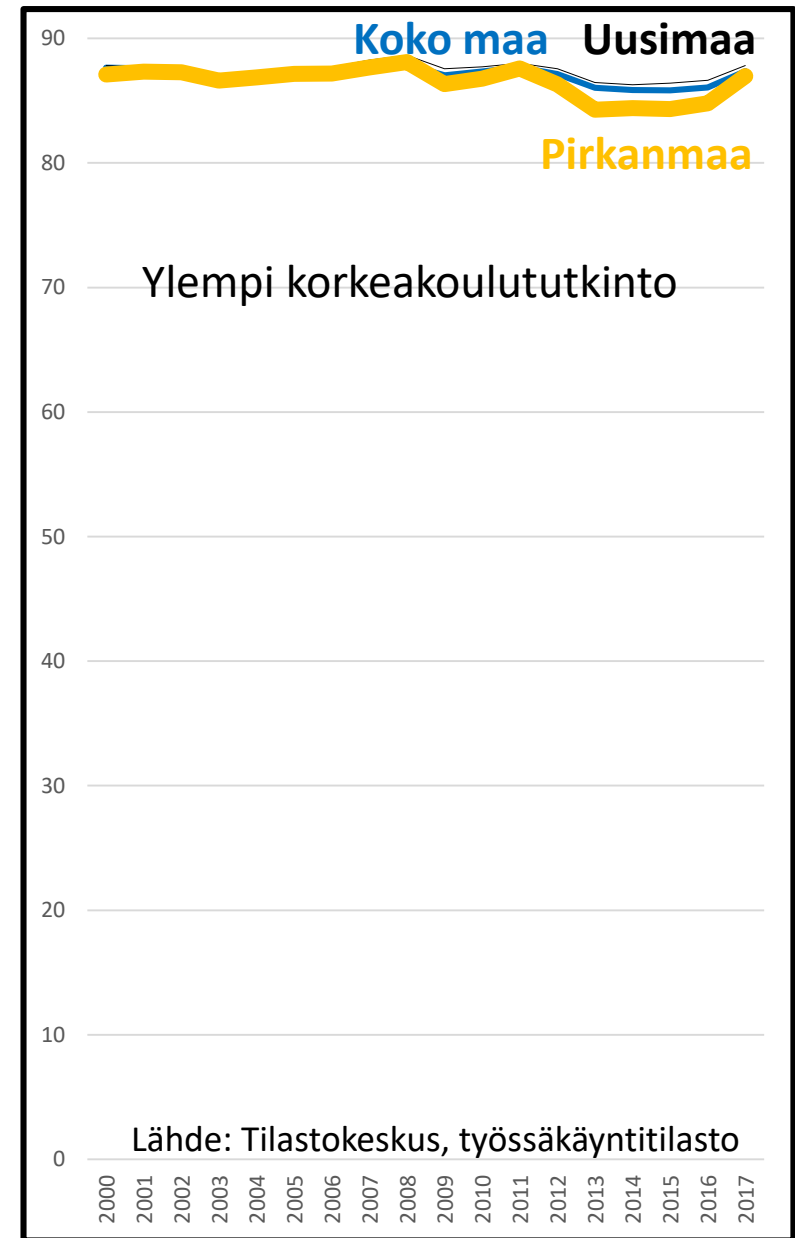 90
Koko maa Uusimaa
80
Pirkanmaa
70
Ylempi korkeakoulututkinto
60
50
40
30
20
10
Lähde: Tilastokeskus, työssäkäyntitilasto
0
2000 2001 2002 2003 2004 2005 2006 2007 2008 2009 2010 2011 2012 2013 2014 2015 2016 2017